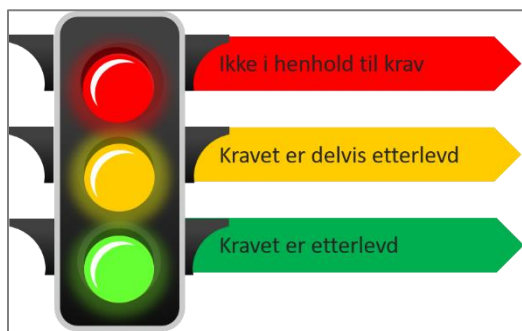 Ikke i henhold til krav
Kravet er delvis etterlevd
Kravet er etterlevd